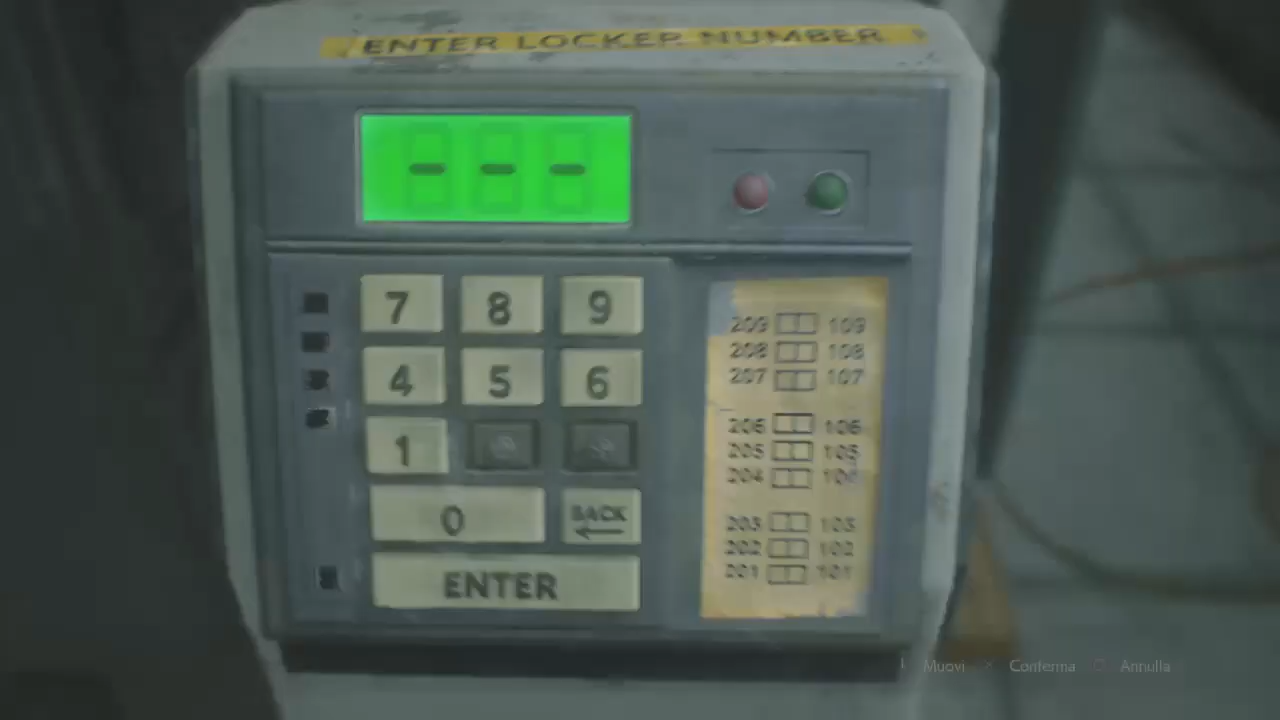 ENTER LOCKER NUMBER
---
7 8 9
4 5 6
1
0 BACK
ENTER
209 109
208 108
207 107
206 106
205 105
204 104
203 103
202 102
201 101
Muovi Conferma Annulla